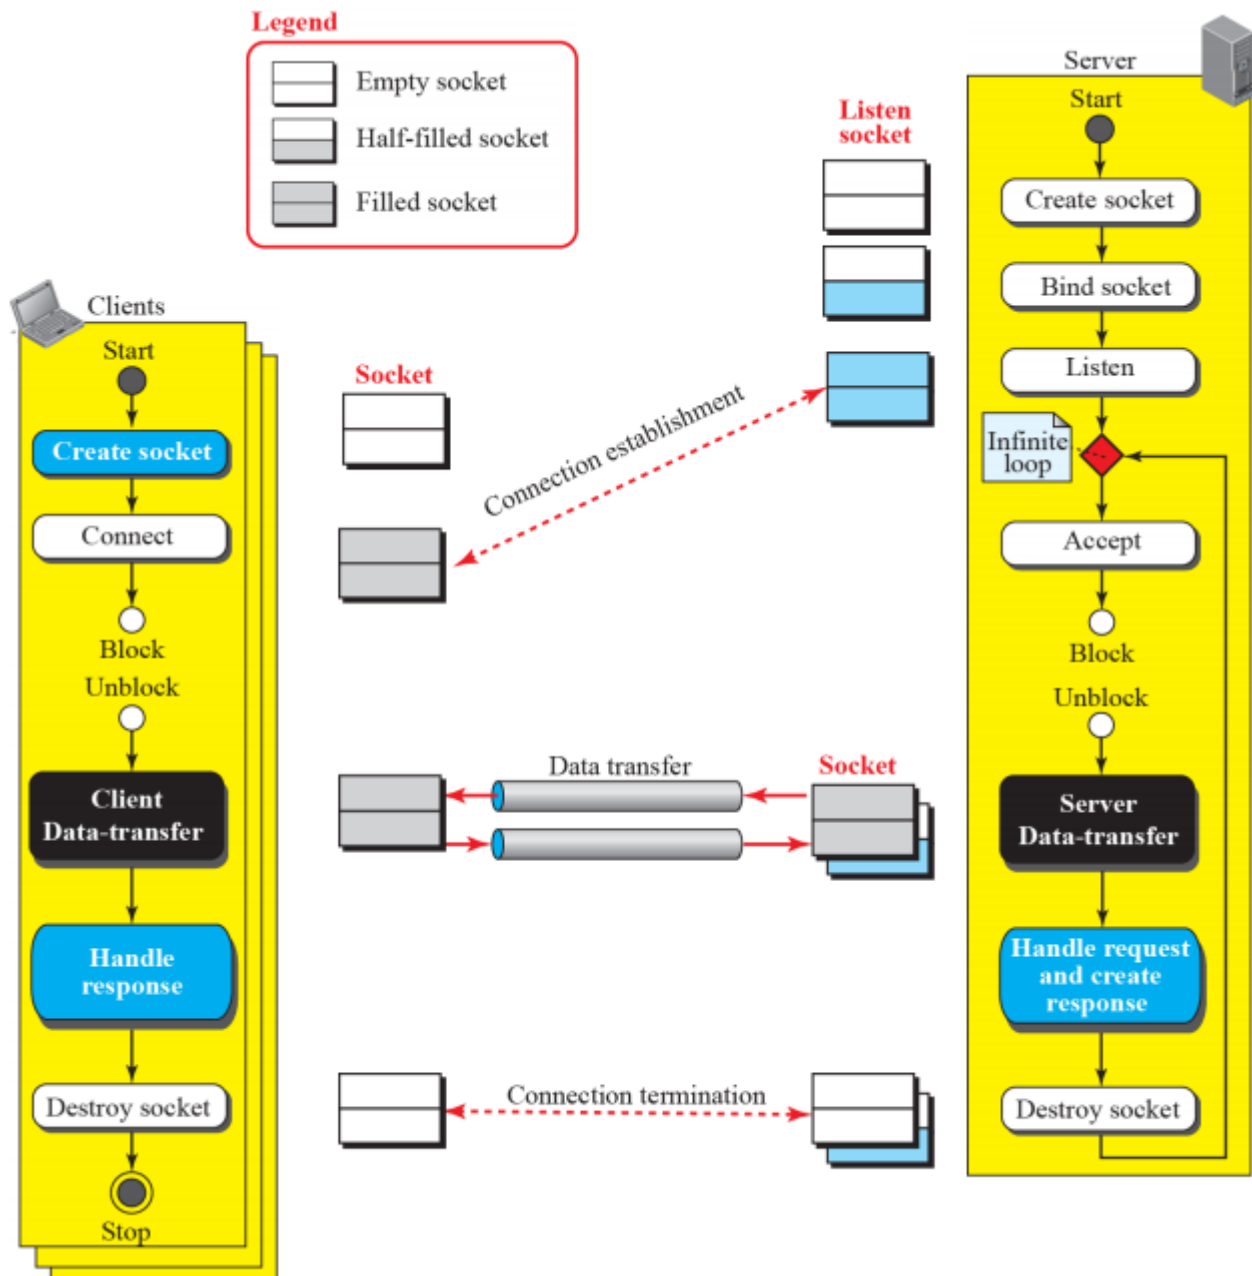 Legend
Empty socket
Half-filled socket
Filled socket
Server
Start
Listen
socket
Create socket
Bind socket
Listen
Infinite
loop
Accept
Block
Unblock
Server
Data-transfer
Handle request
and create
response
Destroy socket
Clients
Start
Create socket
Connect
Block
Unblock
Client
Data-transfer
Handle
response
Destroy socket
Stop
Socket
Connection establishment
Data transfer
Socket
Connection termination